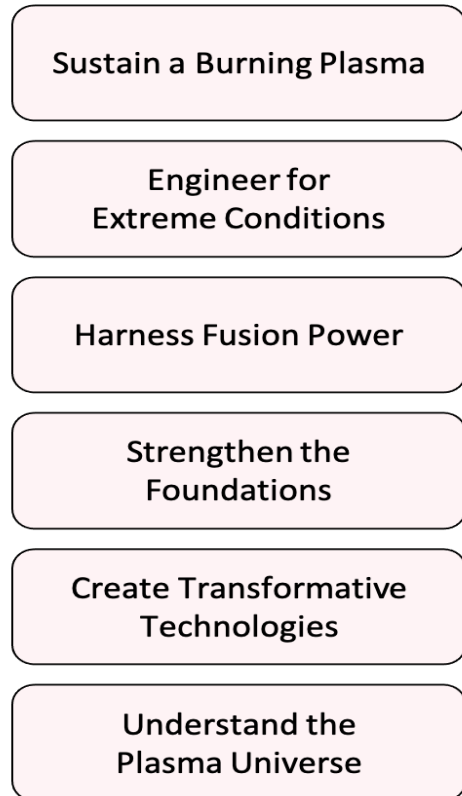 Sustain a Burning Plasma
Engineer for
Extreme Conditions
Harness Fusion Power
Strengthen the
Foundations
Create Transformative
Technologies
Understand the
Plasma Universe